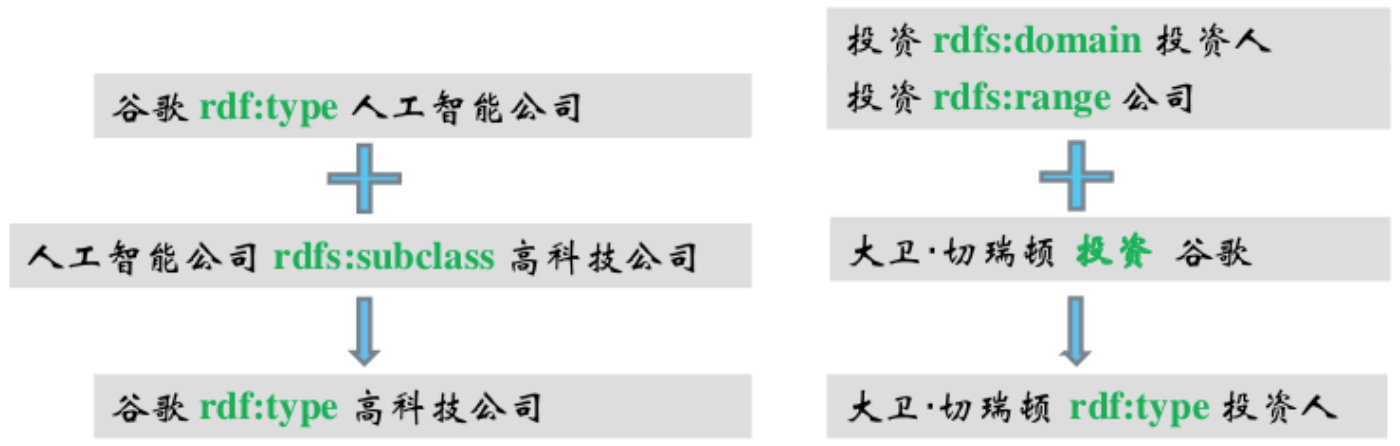 谷歌 rdf:type 人工智能公司
人工智能公司 rdfs:subclass 高科技公司
谷歌 rdf:type 高科技公司
投资 rdfs:domain 投资人
投资 rdfs:range 公司
大卫·切瑞顿 投资 谷歌
大卫·切瑞顿 rdf:type 投资人